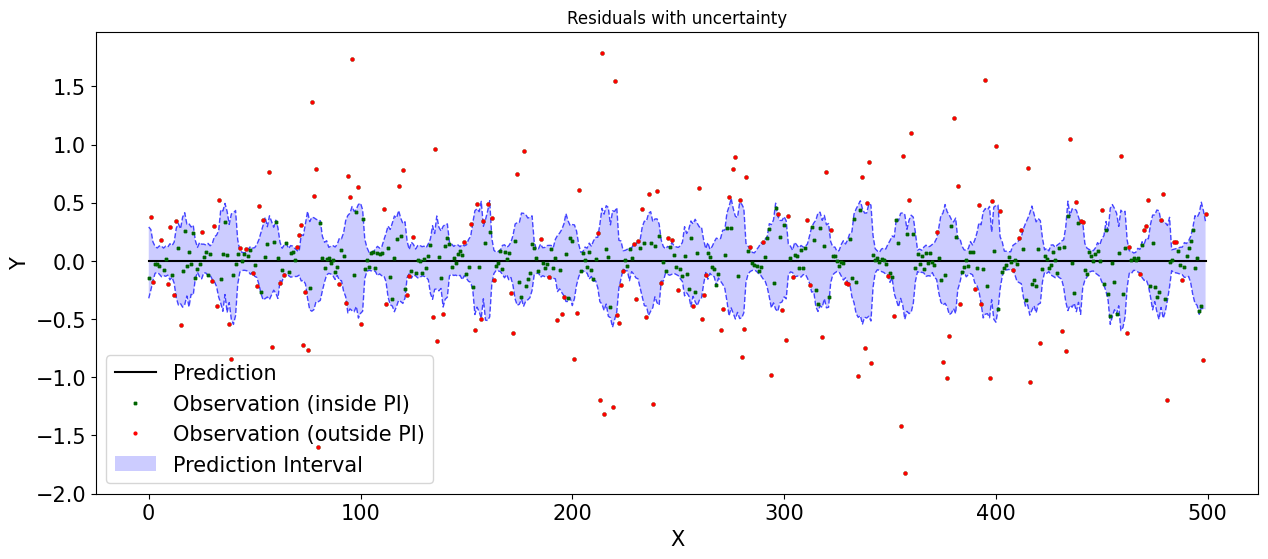 Residuals with uncertainty
Y
1.5
1.0
0.5
0.0
−0.5
−1.0
−1.5
−2.0
Prediction
Observation (inside PI)
Observation (outside PI)
Prediction Interval
0 100 200 300 400 500
X